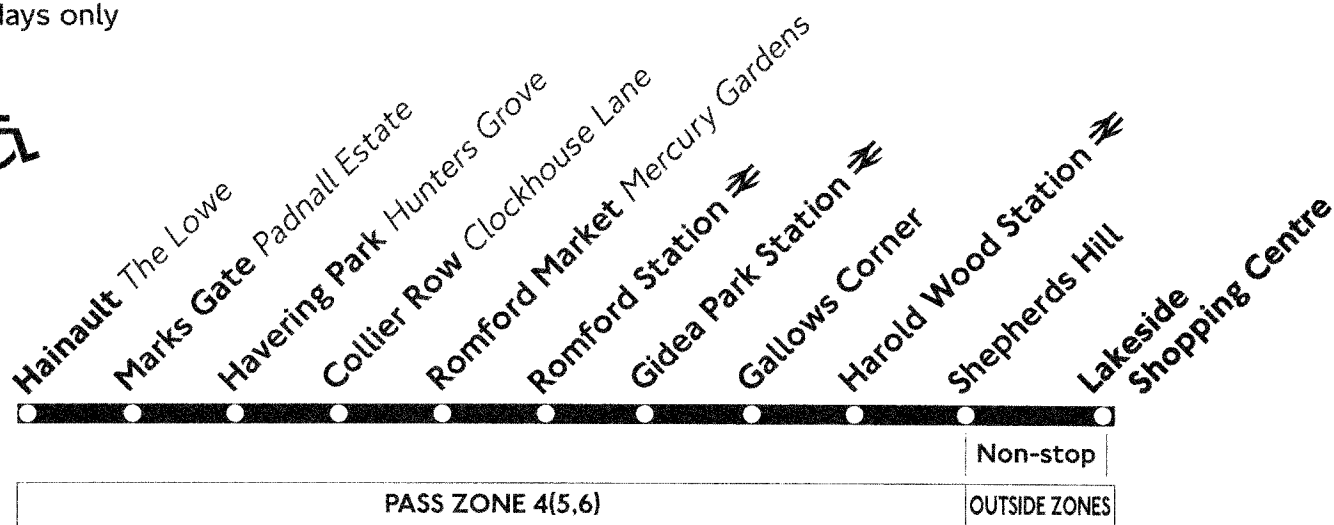 days only
Hainault The Lowe
Marks Gate Padnall Estate
Havering Park Hunters Grove
Collier Row Clockhouse Lane
Romford Market Mercury Gardens
Romford Station
Gidea Park Station
Gallows Corner
Harold Wood Station
Shepherds Hill
Lakeside
Shopping Centre
Non-stop
PASS ZONE 4(5,6)
OUTSIDE ZONES